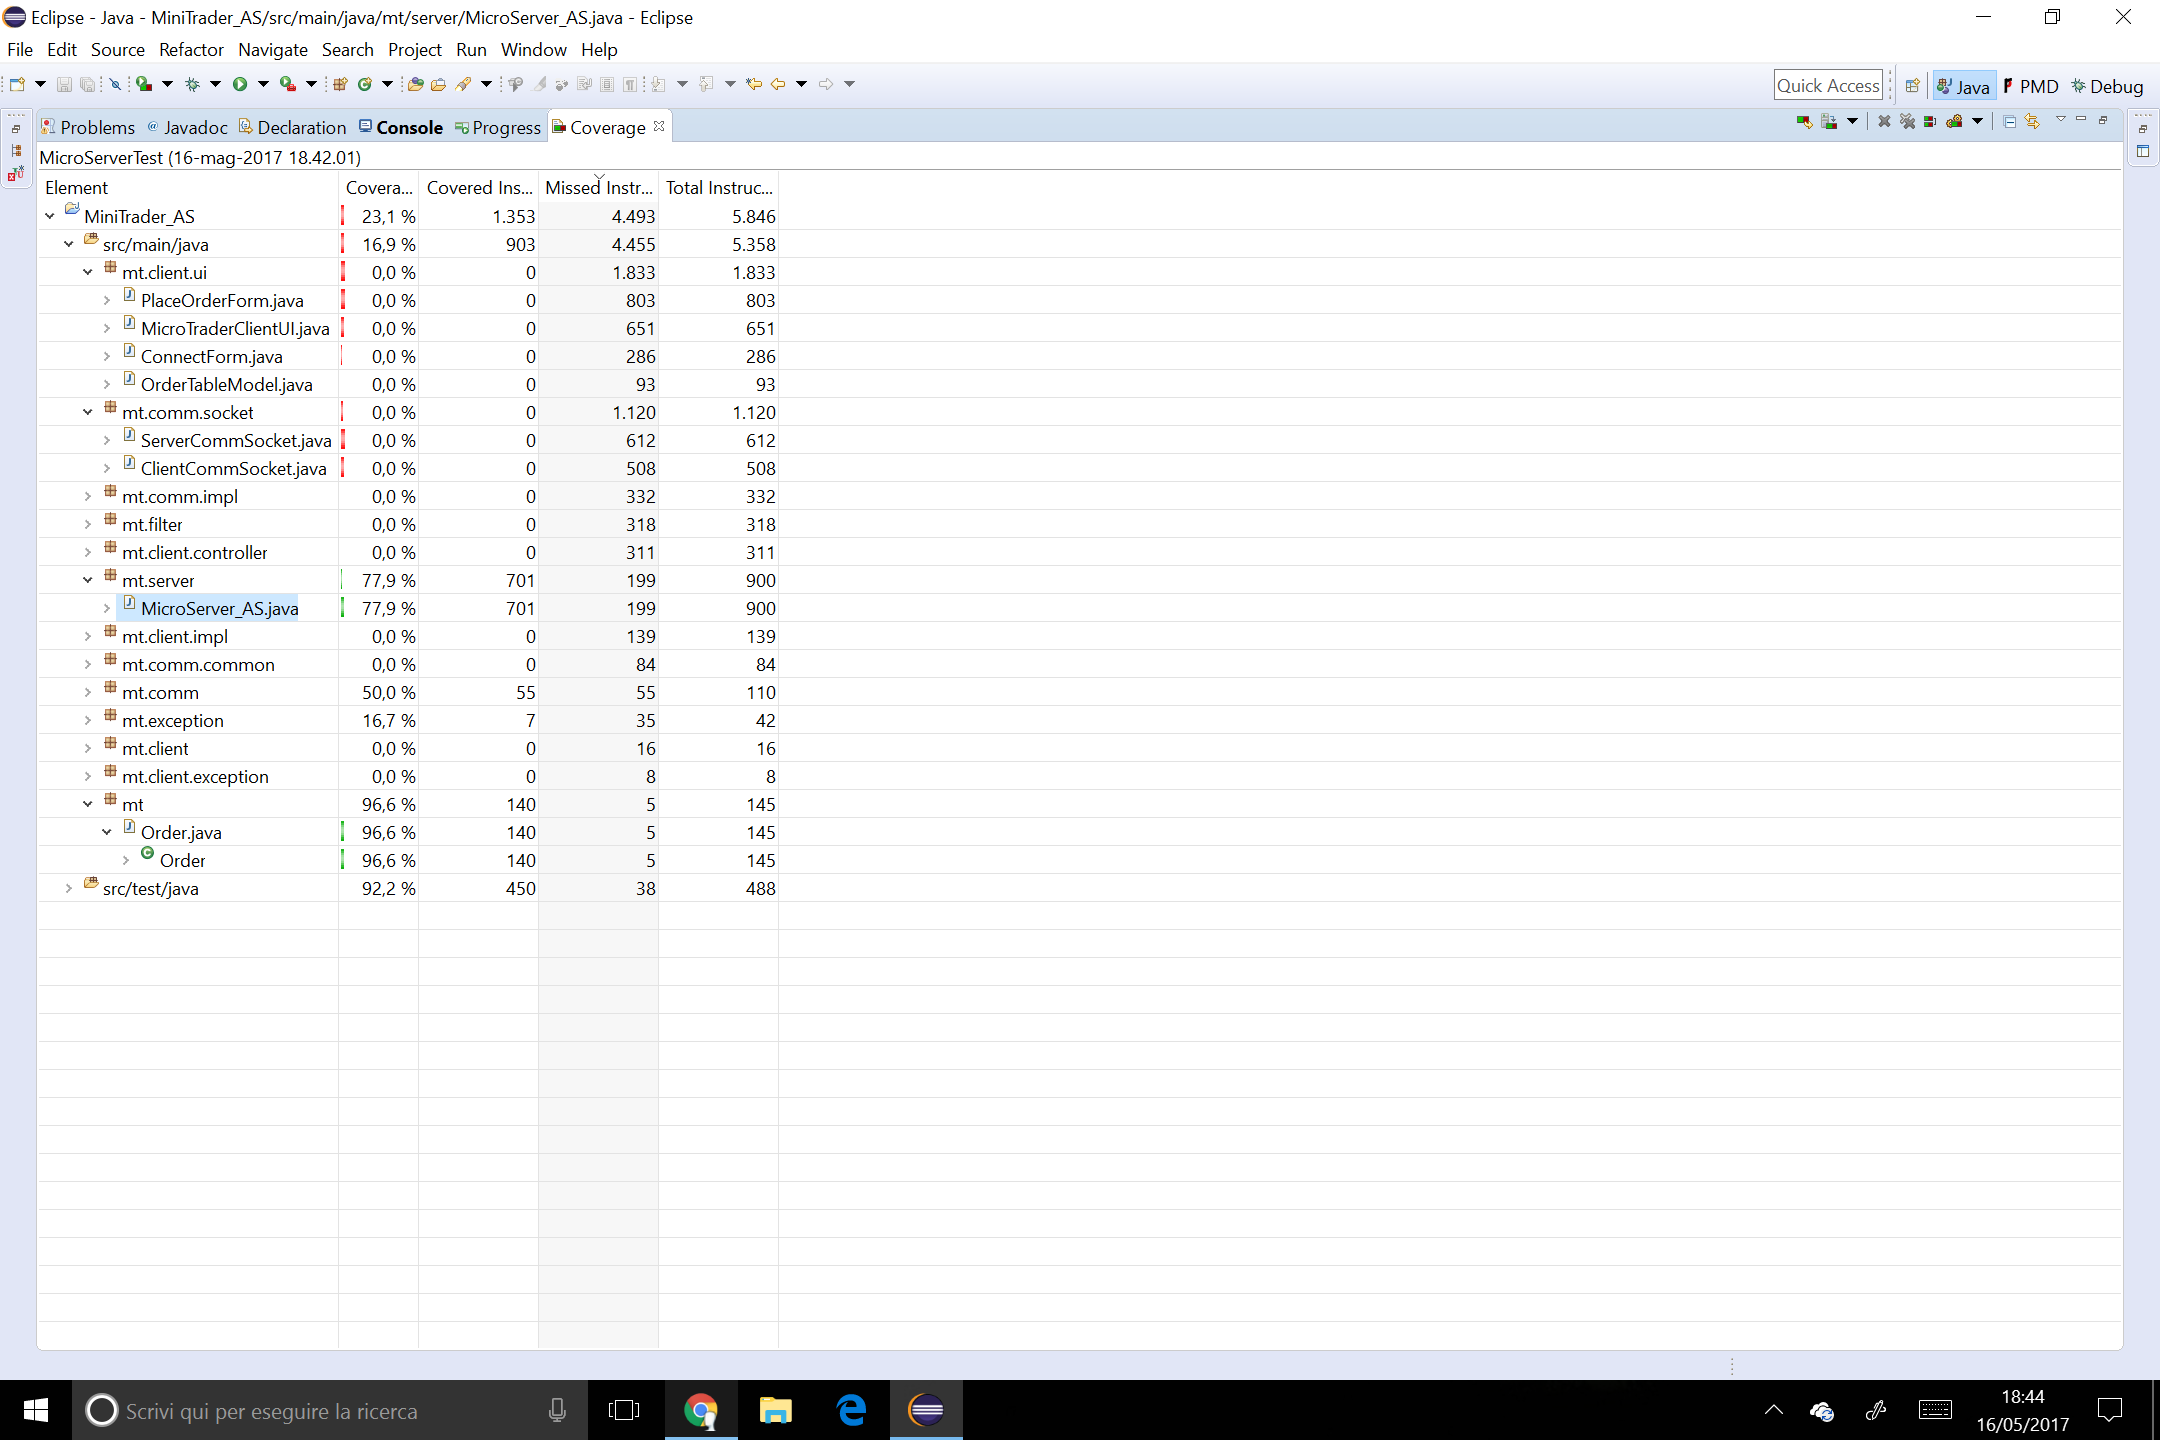 Eclipse - Java - MiniTrader_AS/src/main/java/mt/server/MicroServer_AS.java - Eclipse
File Edit Source Refactor Navigate Search Project Run Window Help
Quick Access Java PMD Debug
Problems Javadoc Declaration Console Progress Coverage
MicroServerTest (16-mag-2017 18.42.01)
Element Covera... Covered Ins... Missed Instr... Total Instruc...
MiniTrader_AS 23,1 % 1.353 4.493 5.846
src/main/java 16,9 % 903 4.455 5.358
mt.client.ui 0,0 % 0 1.833 1.833
PlaceOrderForm.java 0,0 % 0 803 803
MicroTraderClientUI.java 0,0 % 0 651 651
ConnectForm.java 0,0 % 0 286 286
OrderTableModel.java 0,0 % 0 93 93
mt.comm.socket 0,0 % 0 1.120 1.120
ServerCommSocket.java 0,0 % 0 612 612
ClientCommSocket.java 0,0 % 0 508 508
mt.comm.impl 0,0 % 0 332 332
mt.filter 0,0 % 0 318 318
mt.client.controller 0,0 % 0 311 311
mt.server 77,9 % 701 199 900
MicroServer_AS.java 77,9 % 701 199 900
mt.client.impl 0,0 % 0 139 139
mt.comm.common 0,0 % 0 84 84
mt.comm 50,0 % 55 55 110
mt.exception 16,7 % 7 35 42
mt.client 0,0 % 0 16 16
mt.client.exception 0,0 % 0 8 8
mt 96,6 % 140 5 145
Order.java 96,6 % 140 5 145
Order 96,6 % 140 5 145
src/test/java 92,2 % 450 38 488
Scrivi qui per eseguire la ricerca
18:44
16/05/2017